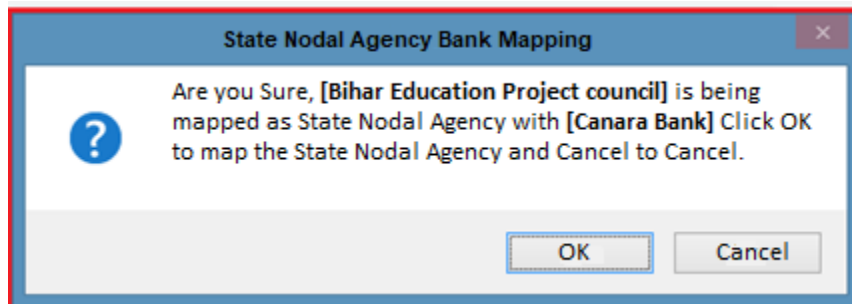 State Nodal Agency Bank Mapping
Are you Sure, [Bihar Education Project council] is being
mapped as State Nodal Agency with [Canara Bank] Click OK
to map the State Nodal Agency and Cancel to Cancel.
OK
Cancel